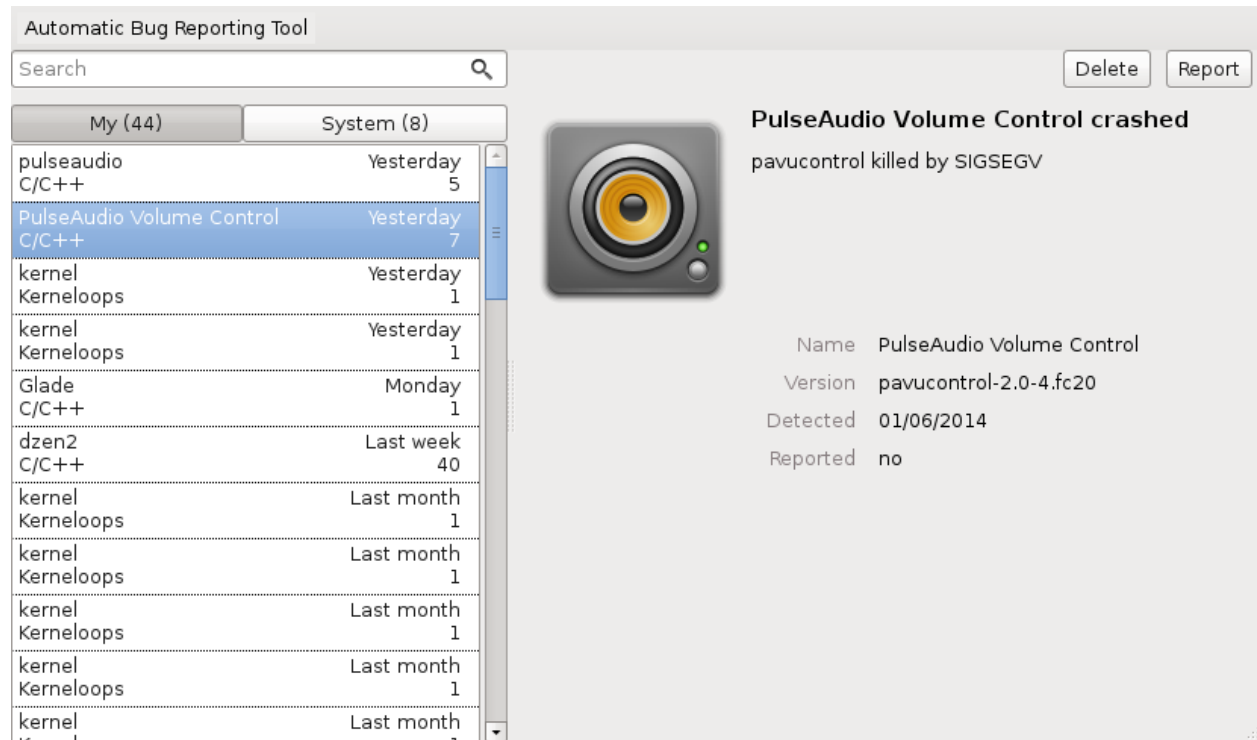 Automatic Bug Reporting Tool
Search
Delete Report
My (44) System (8)
pulseaudio Yesterday
C/C++ 5
PulseAudio Volume Control Yesterday
C/C++ 7
kernel Yesterday
Kerneloops 1
kernel Yesterday
Kerneloops 1
Glade Monday
C/C++ 1
dzen2 Last week
C/C++ 40
kernel Last month
Kerneloops 1
kernel Last month
Kerneloops 1
kernel Last month
Kerneloops 1
kernel Last month
Kerneloops 1
kernel Last month
PulseAudio Volume Control crashed
pavucontrol killed by SIGSEGV
Name PulseAudio Volume Control
Version pavucontrol-2.0-4.fc20
Detected 01/06/2014
Reported no